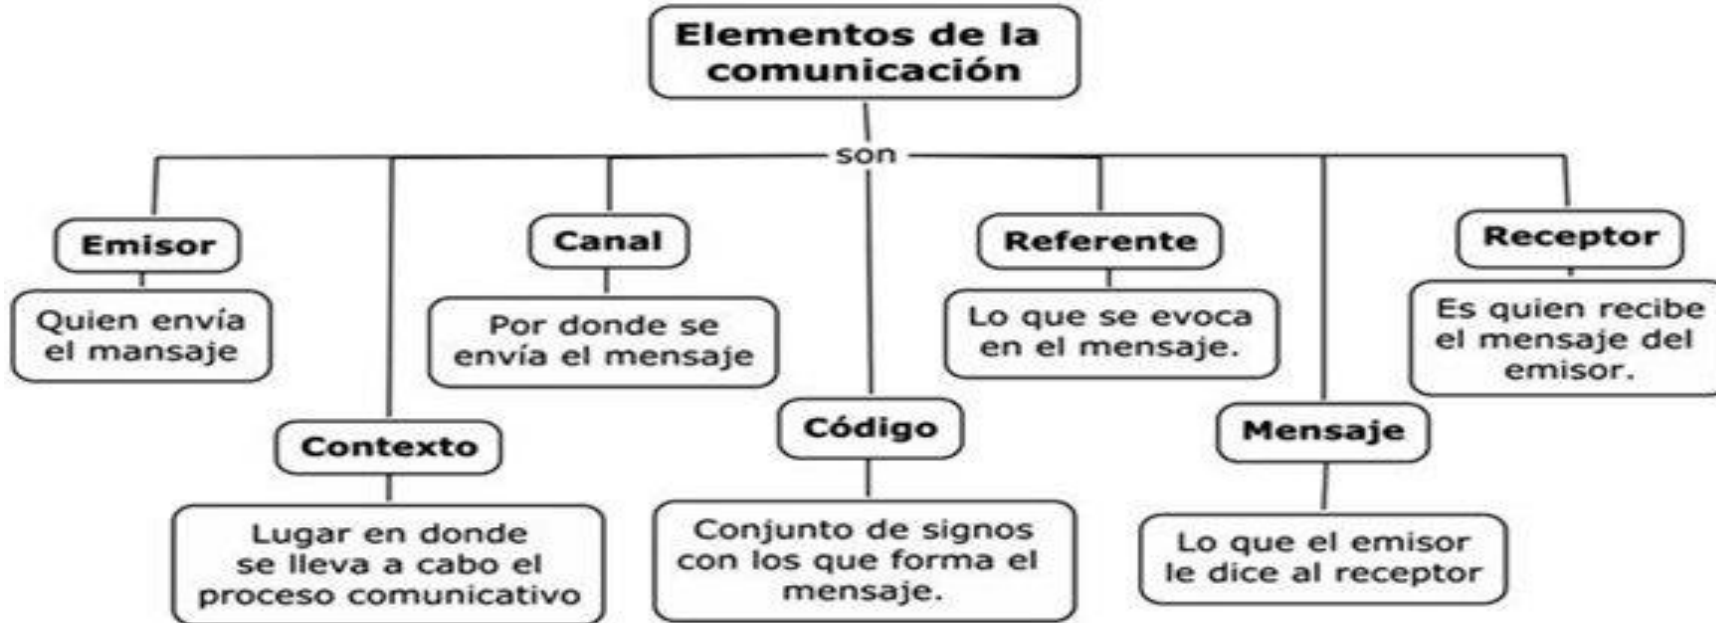 Elementos de la
comunicación
son
Emisor
Quien envía
el mansaje
Contexto
Lugar en donde
se lleva a cabo el
proceso comunicativo
Canal
Por donde se
envía el mensaje
Código
Conjunto de signos
con los que forma el
mensaje.
Referente
Lo que se evoca
en el mensaje.
Mensaje
Lo que el emisor
le dice al receptor
Receptor
Es quien recibe
el mensaje del
emisor.